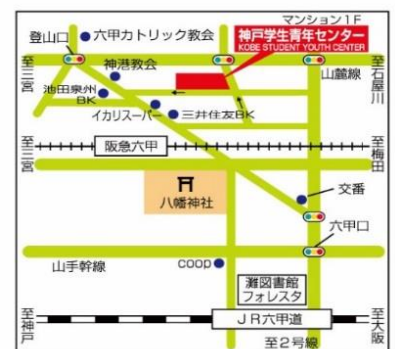 マンション1F
神戸学生青年センター
KOBE STUDENT YOUTH CENTER
登山口
六甲カトリック教会
至三宮
神港教会
山麓線
至石屋川
池田泉州
BK
イカリスーパー
三井住友BK
至三宮
阪急六甲
至梅田
八幡神社
交番
六甲口
山手幹線
coop
灘図書館
フォレスタ
至神戸
JR六甲道
至大阪
至2号線